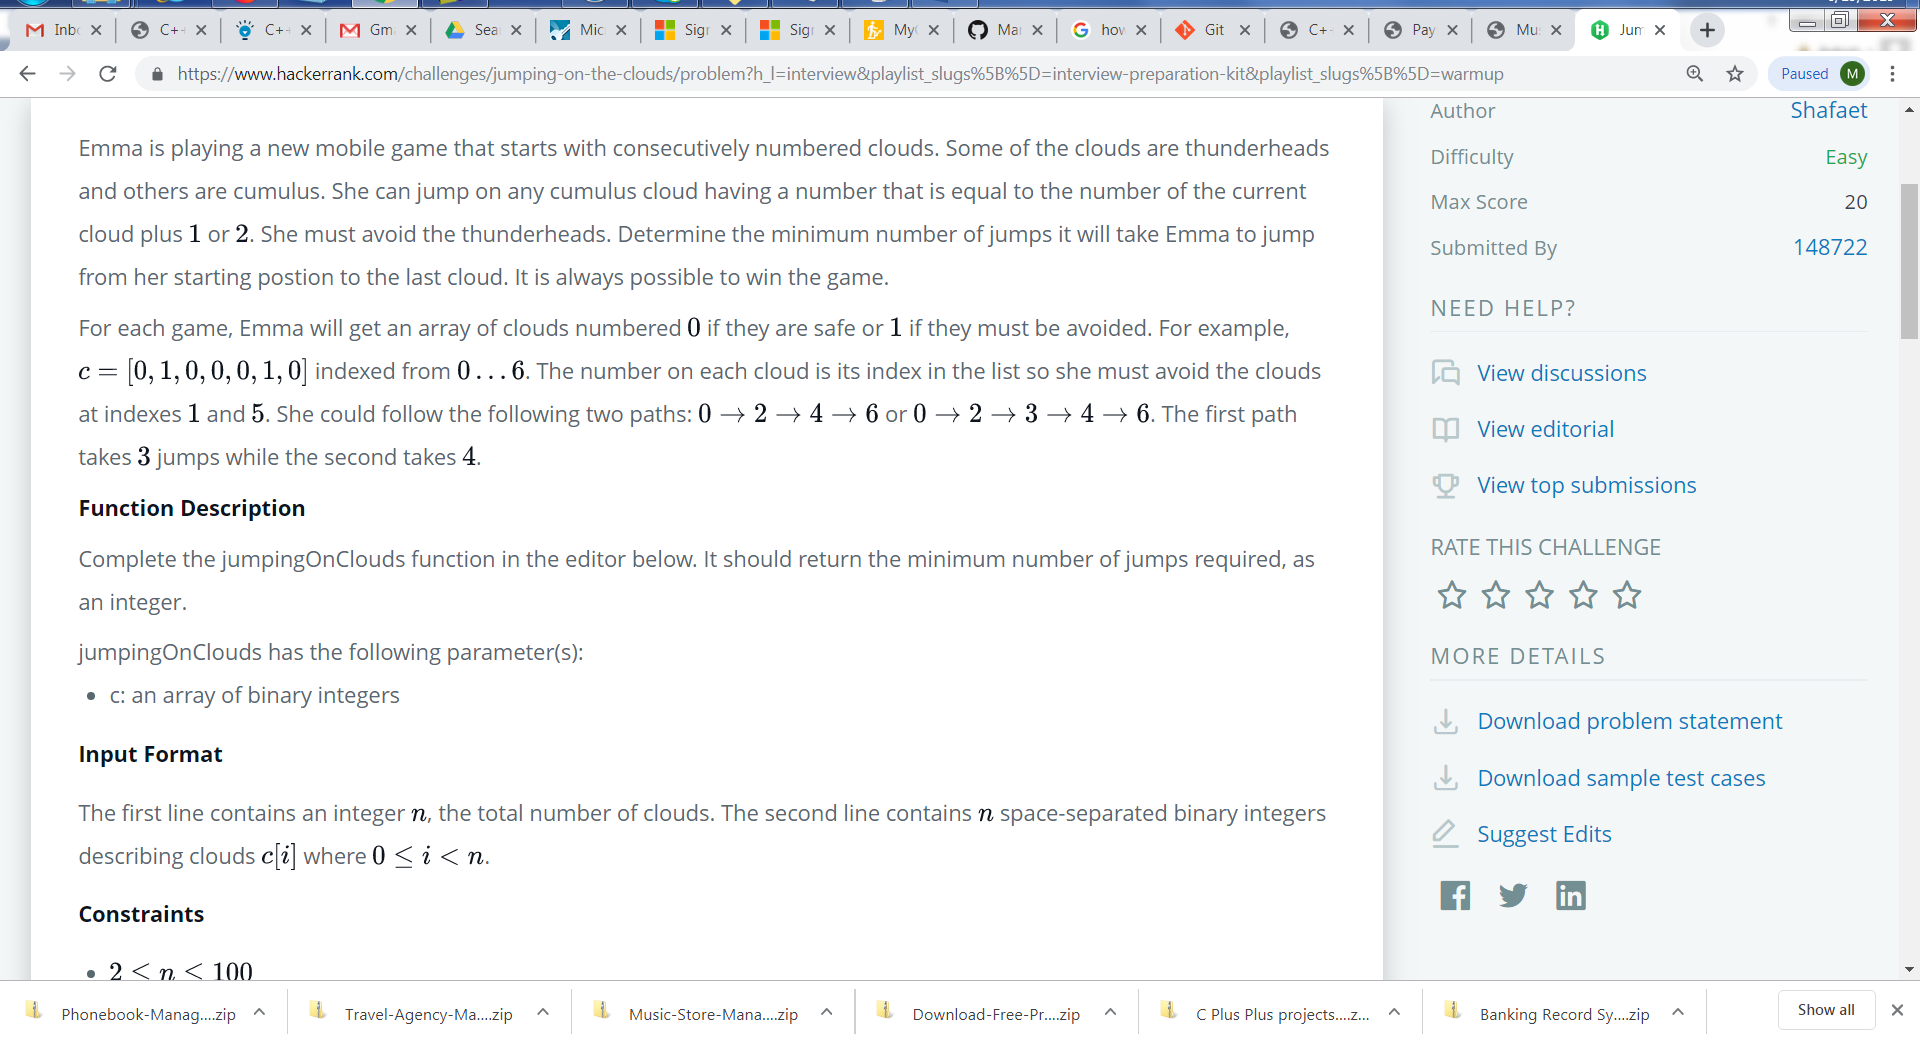 Inb C+ C+ Gm Sea Mic Sign Sign My Mar how Git C+ Pay Mu Jum
https://www.hackerrank.com/challenges/jumping-on-the-clouds/problem?h_l=interview&playlist_slugs%5B%5D=interview-preparation-kit&playlist_slugs%5B%5D=warmup Paused M
Emma is playing a new mobile game that starts with consecutively numbered clouds. Some of the clouds are thunderheads
and others are cumulus. She can jump on any cumulus cloud having a number that is equal to the number of the current
cloud plus 1 or 2. She must avoid the thunderheads. Determine the minimum number of jumps it will take Emma to jump
from her starting postion to the last cloud. It is always possible to win the game.
For each game, Emma will get an array of clouds numbered 0 if they are safe or 1 if they must be avoided. For example,
c = [0, 1, 0, 0, 0, 1, 0] indexed from 0 . . . 6. The number on each cloud is its index in the list so she must avoid the clouds
at indexes 1 and 5. She could follow the following two paths: 0 → 2 → 4 → 6 or 0 → 2 → 3 → 4 → 6. The first path
takes 3 jumps while the second takes 4.
Function Description
Complete the jumpingOnClouds function in the editor below. It should return the minimum number of jumps required, as
an integer.
jumpingOnClouds has the following parameter(s):
• c: an array of binary integers
Input Format
The first line contains an integer n, the total number of clouds. The second line contains n space-separated binary integers
describing clouds c[i] where 0 ≤ i < n.
Constraints
• 2 ≤ n ≤ 100
Author Shafaet
Difficulty Easy
Max Score 20
Submitted By 148722
NEED HELP?
View discussions
View editorial
View top submissions
RATE THIS CHALLENGE
MORE DETAILS
Download problem statement
Download sample test cases
Suggest Edits
Phonebook-Manag....zip Travel-Agency-Ma....zip Music-Store-Mana....zip Download-Free-Pr....zip C Plus Plus projects....z... Banking Record Sy....zip Show all